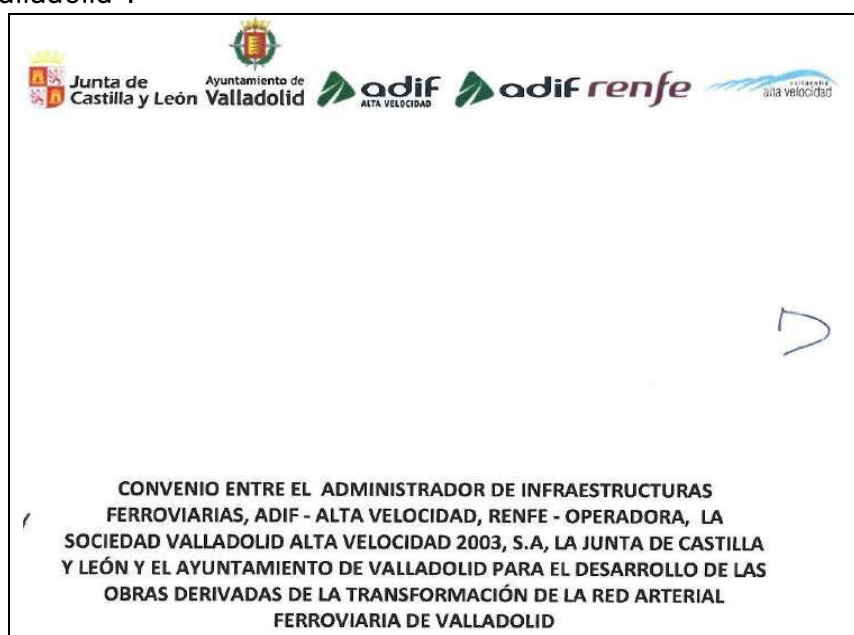 alladolid".
Junta de
Castilla y León
Ayuntamiento de
Valladolid
adif
ALTA VELOCIDAD
adif
renfe
valladolid
alta velocidad
CONVENIO ENTRE EL ADMINISTRADOR DE INFRAESTRUCTURAS
FERROVIARIAS, ADIF - ALTA VELOCIDAD, RENFE - OPERADORA, LA
SOCIEDAD VALLADOLID ALTA VELOCIDAD 2003, S.A, LA JUNTA DE CASTILLA
Y LEÓN Y EL AYUNTAMIENTO DE VALLADOLID PARA EL DESARROLLO DE LAS
OBRAS DERIVADAS DE LA TRANSFORMACIÓN DE LA RED ARTERIAL
FERROVIARIA DE VALLADOLID